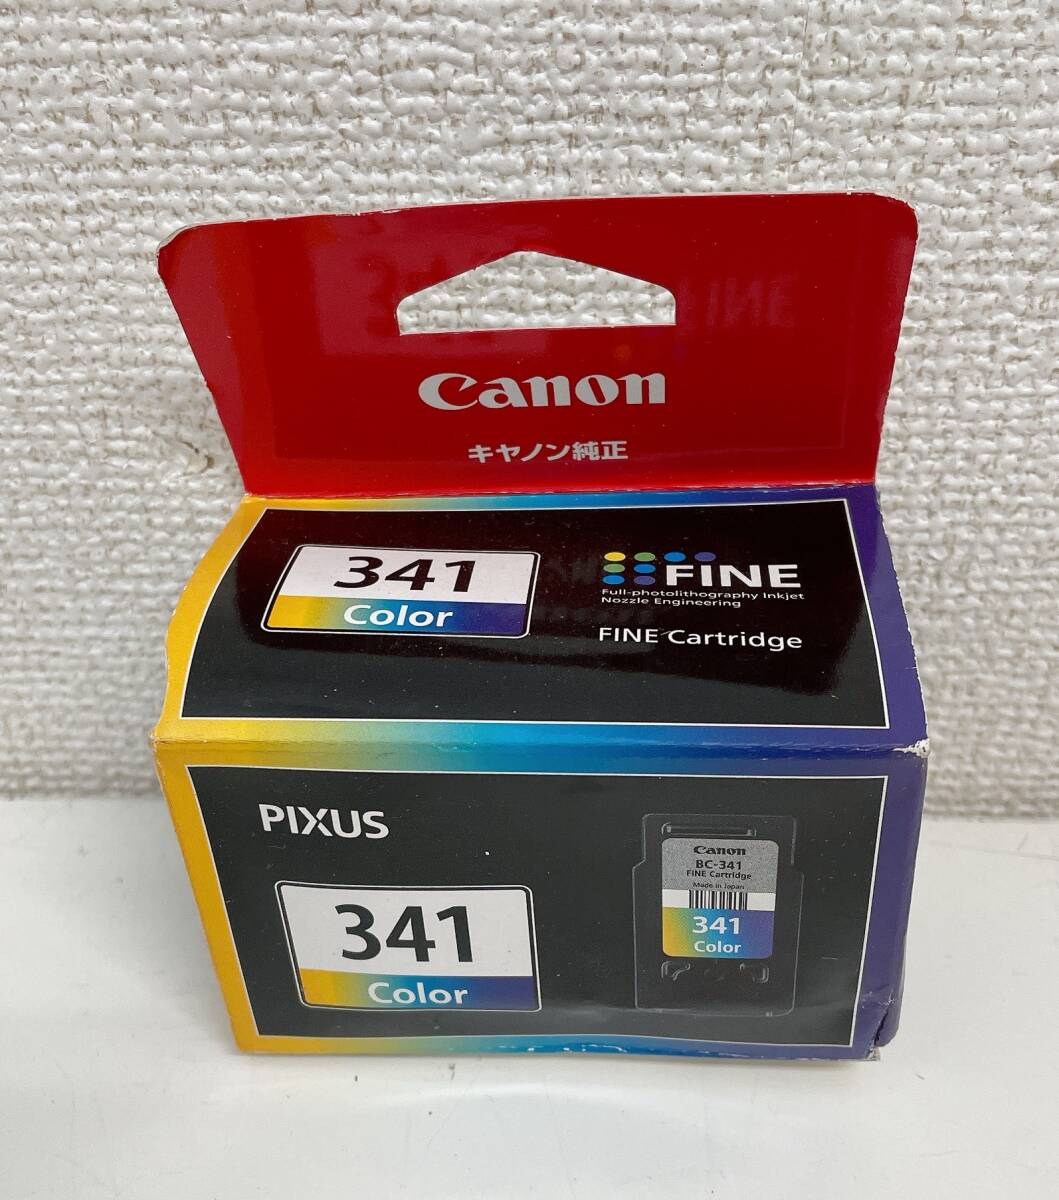 Canon
キヤノン純正
341
Color
FINE
Full-photolithography Inkjet
Nozzle Engineering
FINE Cartridge
PIXUS
341
Color
Canon
BC-341
FINE Cartridge
Made in Japan
341
Color